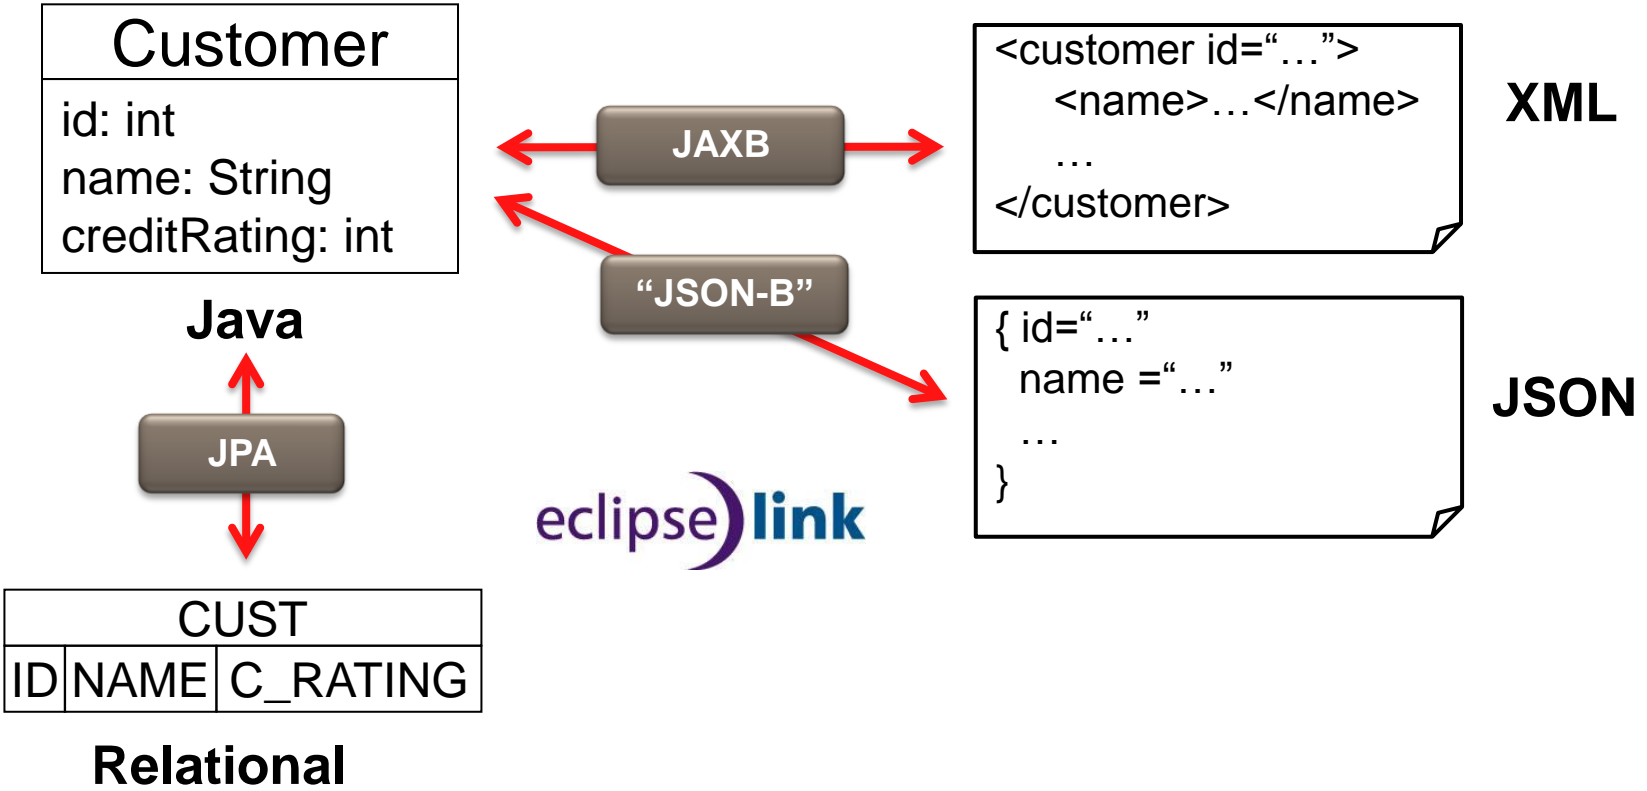 Customer
id: int
name: String
creditRating: int
Java
JPA
CUST
ID NAME C_RATING
Relational
JAXB
“JSON-B”
eclipse link
<customer id=“…”>
<name>…</name>
…
</customer>
XML
{ id=“…”
name =“…”
…
}
JSON